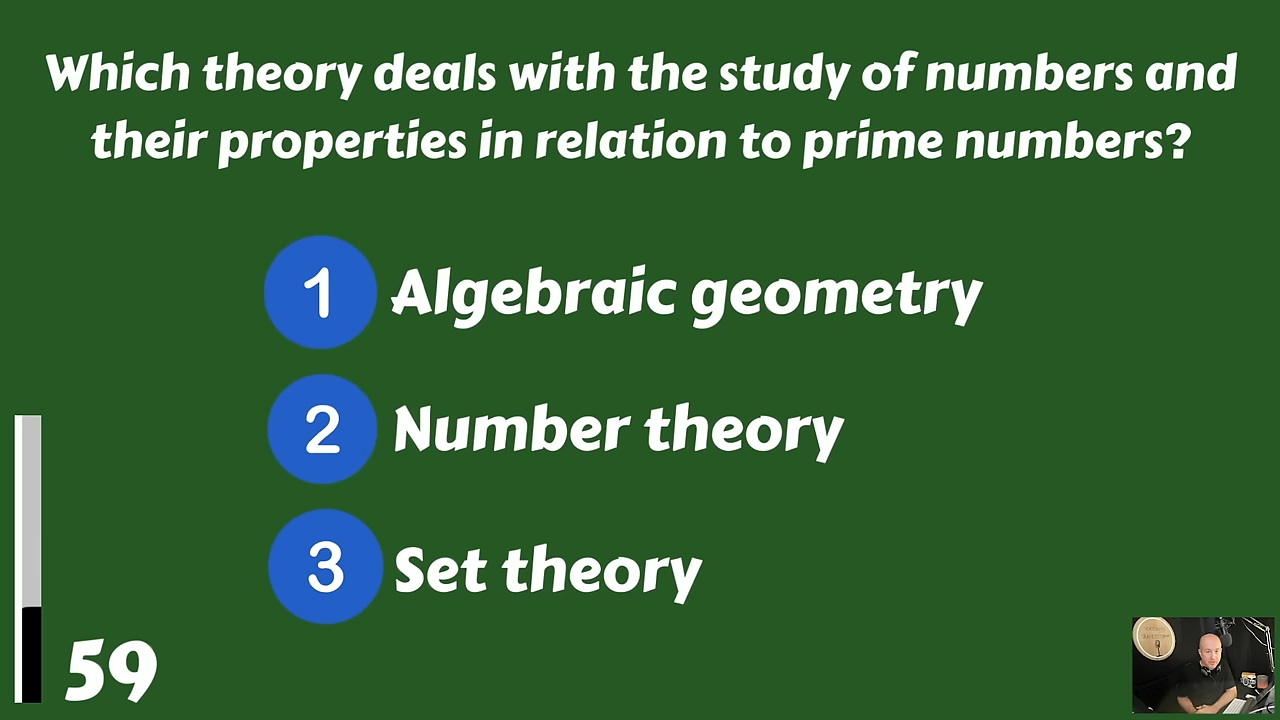 Which theory deals with the study of numbers and
their properties in relation to prime numbers?
1 Algebraic geometry
2 Number theory
3 Set theory
59